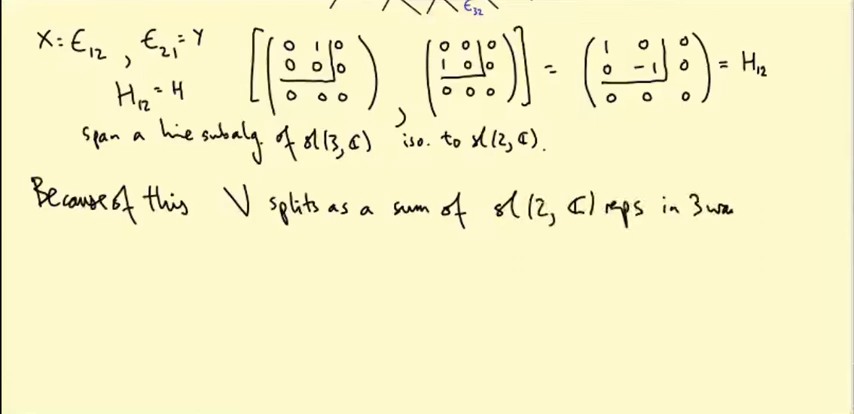 E₃₂
X = E₁₂ , E₂₁ = Y [ ( 0 1 0 0 0 0 0 0 0 ) , ( 0 0 0 1 0 0 0 0 0 ) ] = ( 1 0 0 0 -1 0 0 0 0 ) = H₁₂
H₁₂ = H
span a Lie subalg. of sl(3, ℂ) iso. to sl(2, ℂ).
Because of this V splits as a sum of sl(2, ℂ) reps in 3 wa